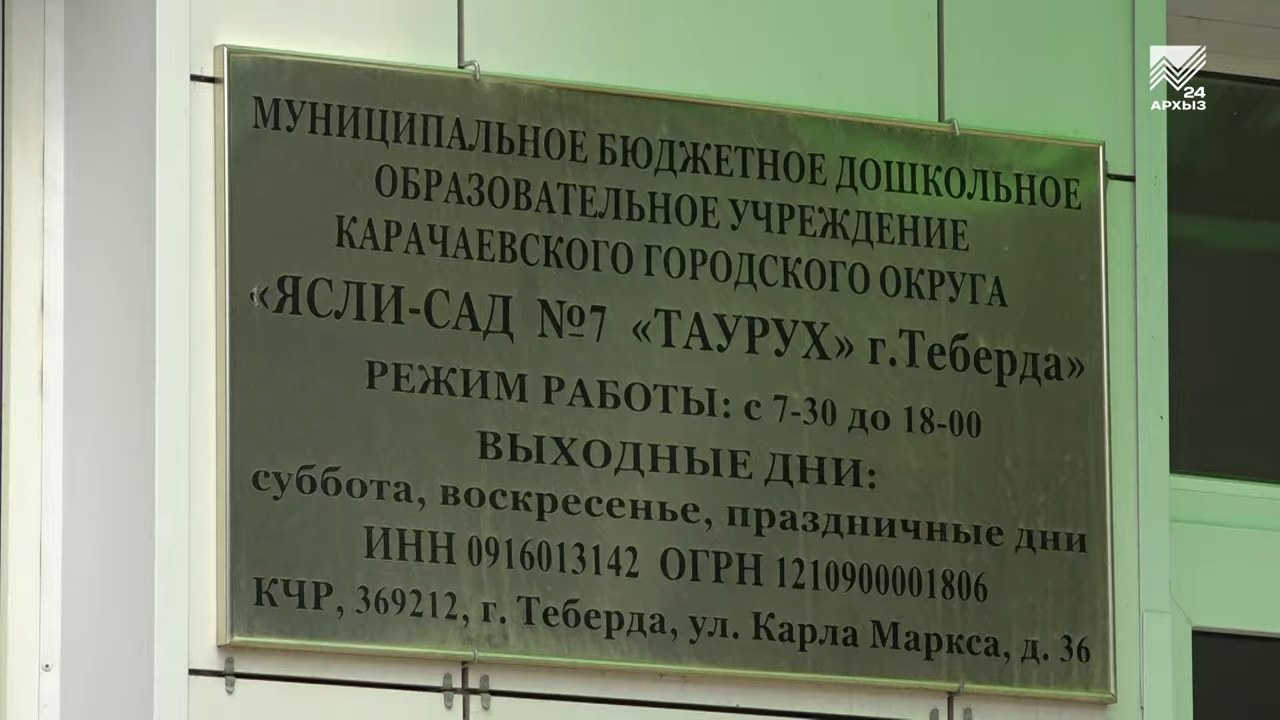 24
АРХЫЗ
МУНИЦИПАЛЬНОЕ БЮДЖЕТНОЕ ДОШКОЛЬНОЕ
ОБРАЗОВАТЕЛЬНОЕ УЧРЕЖДЕНИЕ
КАРАЧАЕВСКОГО ГОРОДСКОГО ОКРУГА
«ЯСЛИ-САД №7 «ТАУРУХ» г.Теберда»
РЕЖИМ РАБОТЫ: с 7-30 до 18-00
ВЫХОДНЫЕ ДНИ:
суббота, воскресенье, праздничные дни
ИНН 0916013142 ОГРН 1210900001806
КЧР, 369212, г. Теберда, ул. Карла Маркса, д. 36